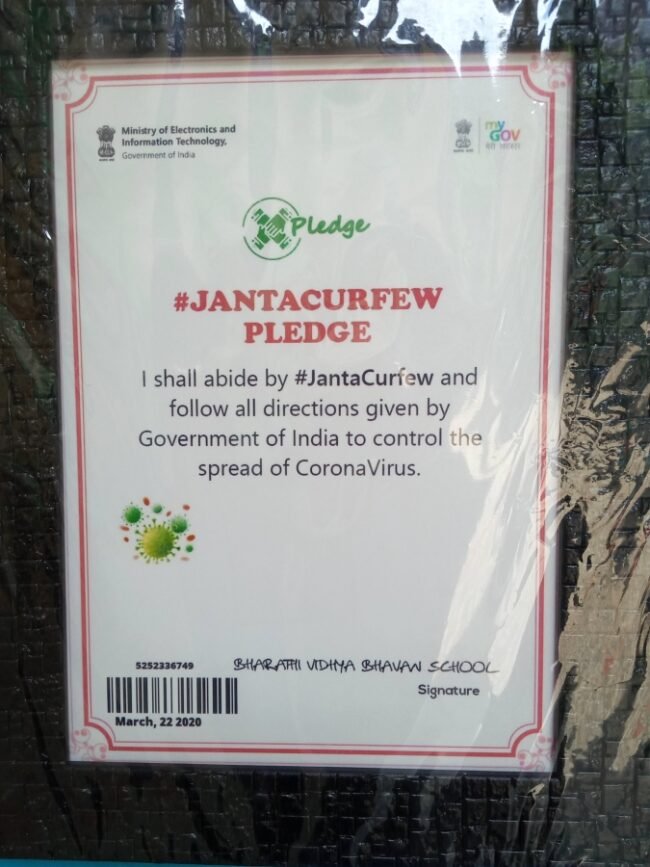 Ministry of Electronics and
Information Technology,
Government of India
my
GOV
मेरी सरकार
Pledge
#JANTACURFEW
PLEDGE
I shall abide by #JantaCurfew and
follow all directions given by
Government of India to control the
spread of CoronaVirus.
5252336749
BHARATHI VIDHYA BHAVAN SCHOOL
Signature
March, 22 2020